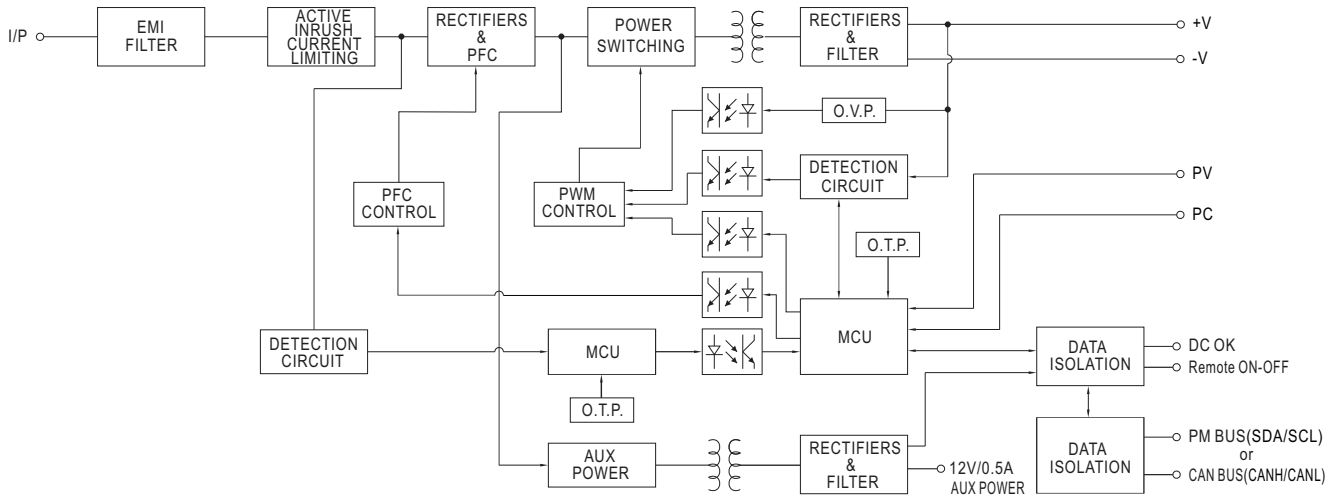 I/P
EMI
FILTER
ACTIVE
INRUSH
CURRENT
LIMITING
RECTIFIERS
&
PFC
POWER
SWITCHING
RECTIFIERS
&
FILTER
+V
-V
O.V.P.
DETECTION
CIRCUIT
PFC
CONTROL
PWM
CONTROL
PV
PC
O.T.P.
MCU
DETECTION
CIRCUIT
MCU
O.T.P.
DATA
ISOLATION
DC OK
Remote ON-OFF
AUX
POWER
RECTIFIERS
&
FILTER
12V/0.5A
AUX POWER
DATA
ISOLATION
PM BUS(SDA/SCL)
or
CAN BUS(CANH/CANL)